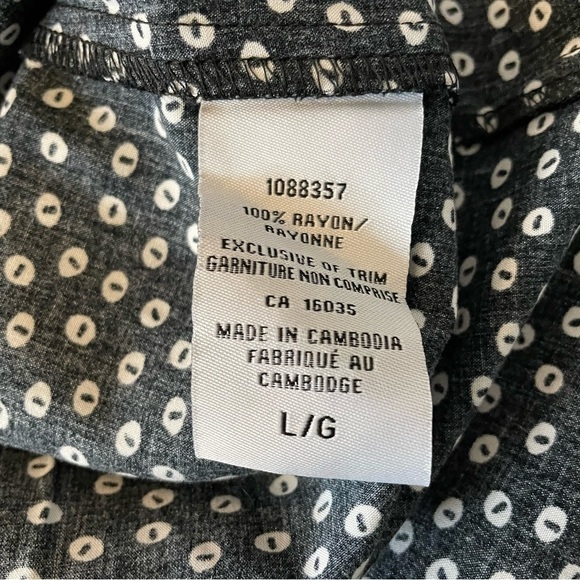 1088357
100% RAYON/
RAYONNE
EXCLUSIVE OF TRIM
GARNITURE NON COMPRISE
CA 16035
MADE IN CAMBODIA
FABRIQUÉ AU
CAMBODGE
L/G